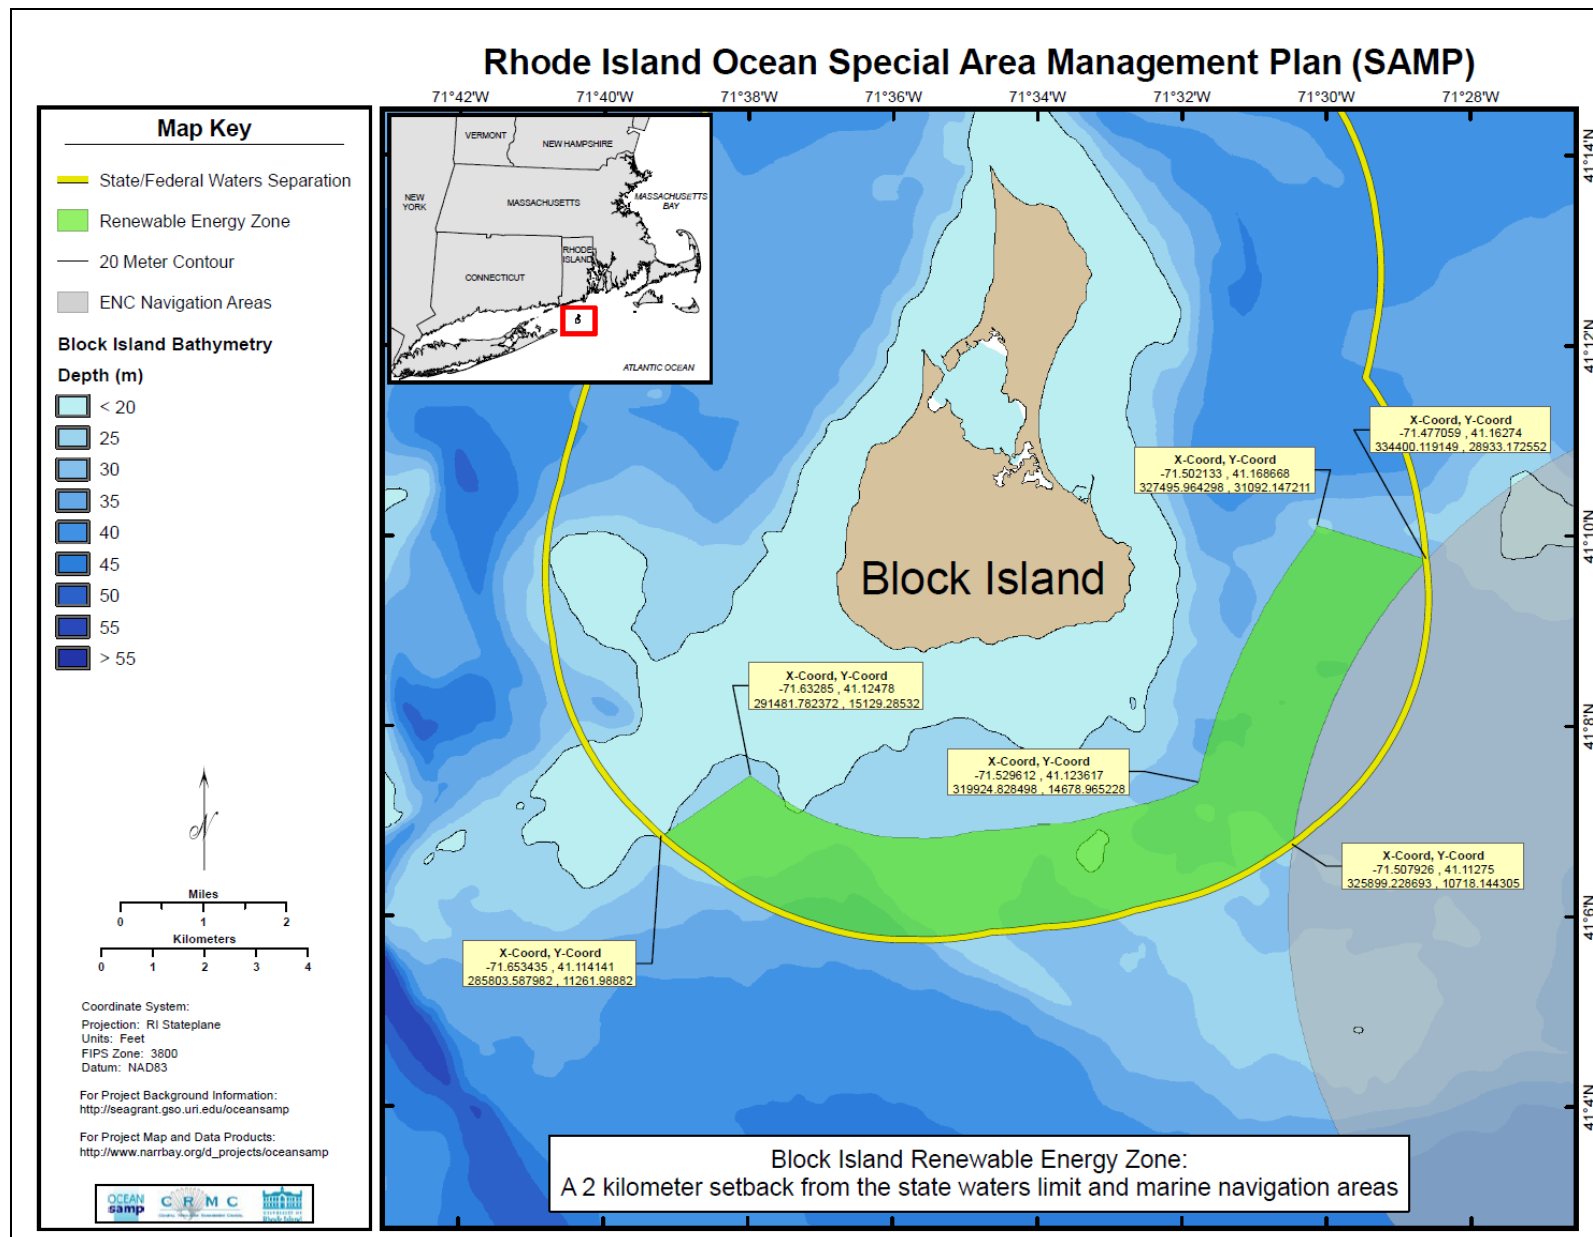 Rhode Island Ocean Special Area Management Plan (SAMP)
71°42'W
71°40'W
71°38'W
71°36'W
71°34'W
71°32'W
71°30'W
71°28'W
Map Key
State/Federal Waters Separation
Renewable Energy Zone
20 Meter Contour
ENC Navigation Areas
Block Island Bathymetry
Depth (m)
< 20
25
30
35
40
45
50
55
> 55
N
Miles
0 1 2
Kilometers
0 1 2 3 4
Coordinate System:
Projection: RI Stateplane
Units: Feet
FIPS Zone: 3800
Datum: NAD83
For Project Background Information:
http://seagrant.gso.uri.edu/oceansamp
For Project Map and Data Products:
http://www.narrbay.org/d_projects/oceansamp
OCEAN
samp
C R M C
VERMONT
NEW HAMPSHIRE
NEW
YORK
MASSACHUSETTS
MASSACHUSETTS
BAY
CONNECTICUT
RHODE
ISLAND
ATLANTIC OCEAN
Block Island
X-Coord, Y-Coord
-71.477059 , 41.16274
334400.119149 , 28933.172552
X-Coord, Y-Coord
-71.502133 , 41.168668
327495.964298 , 31092.147211
X-Coord, Y-Coord
-71.63285 , 41.12478
291481.782372 , 15129.28532
X-Coord, Y-Coord
-71.529612 , 41.123617
319924.828498 , 14678.965228
X-Coord, Y-Coord
-71.507926 , 41.11275
325899.228693 , 10718.144305
X-Coord, Y-Coord
-71.653435 , 41.114141
285803.587982 , 11261.98882
41°14'N
41°12'N
41°10'N
41°8'N
41°6'N
41°4'N
Block Island Renewable Energy Zone:
A 2 kilometer setback from the state waters limit and marine navigation areas